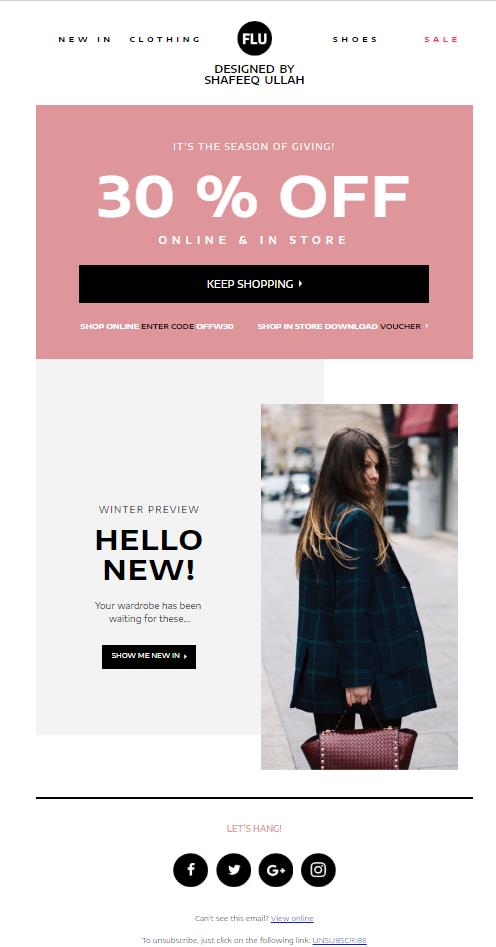 NEW IN CLOTHING FLU SHOES SALE
DESIGNED BY
SHAFEEQ ULLAH
IT'S THE SEASON OF GIVING!
30 % OFF
ONLINE & IN STORE
KEEP SHOPPING
SHOP ONLINE ENTER CODE OFFW30 SHOP IN STORE DOWNLOAD VOUCHER
WINTER PREVIEW
HELLO
NEW!
Your wardrobe has been
waiting for these...
SHOW ME NEW IN
LET'S HANG!
f G+
Can't see this email? View online
To unsubscribe, just click on the following link: UNSUBSCRIBE